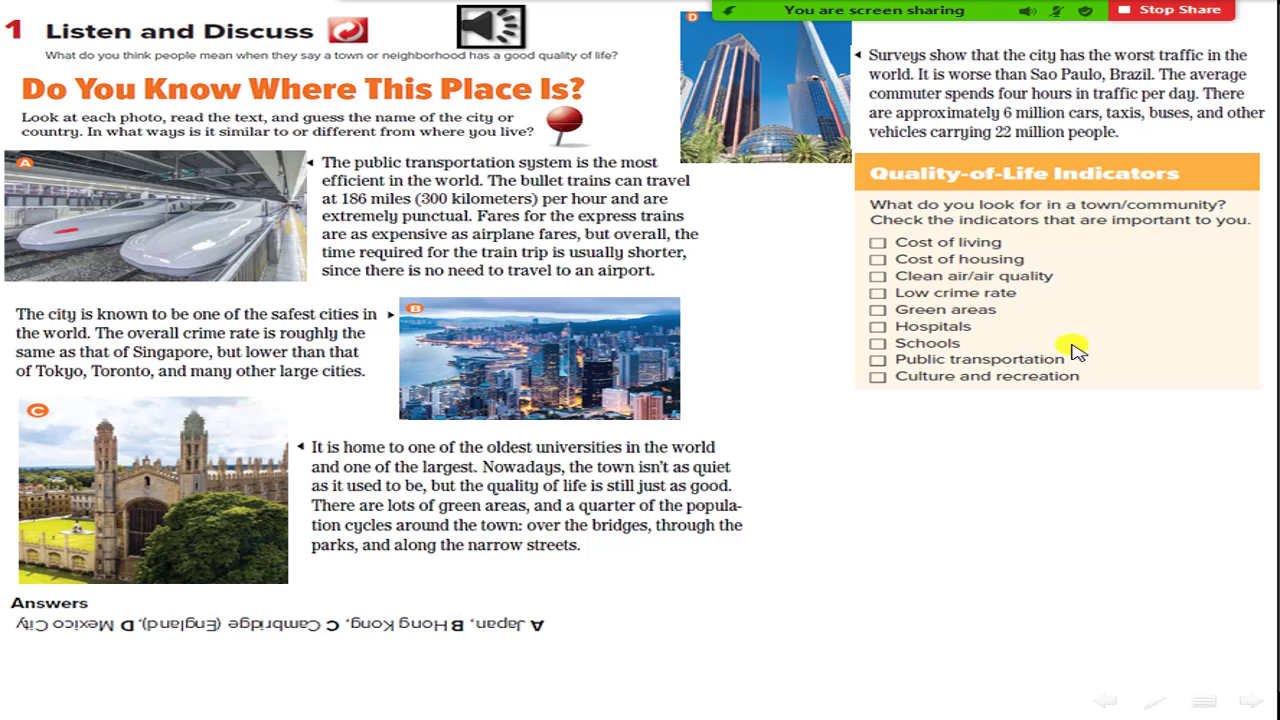 1 Listen and Discuss
What do you think people mean when they say a town or neighborhood has a good quality of life?
Do You Know Where This Place Is?
Look at each photo, read the text, and guess the name of the city or
country. In what ways is it similar to or different from where you live?
A
The public transportation system is the most
efficient in the world. The bullet trains can travel
at 186 miles (300 kilometers) per hour and are
extremely punctual. Fares for the express trains
are as expensive as airplane fares, but overall, the
time required for the train trip is usually shorter,
since there is no need to travel to an airport.
The city is known to be one of the safest cities in
the world. The overall crime rate is roughly the
same as that of Singapore, but lower than that
of Tokyo, Toronto, and many other large cities.
B
C
It is home to one of the oldest universities in the world
and one of the largest. Nowadays, the town isn't as quiet
as it used to be, but the quality of life is still just as good.
There are lots of green areas, and a quarter of the popula-
tion cycles around the town: over the bridges, through the
parks, and along the narrow streets.
Answers
A Japan, B Hong Kong, C Cambridge (England), D Mexico City
D
You are screen sharing
Stop Share
Surveys show that the city has the worst traffic in the
world. It is worse than Sao Paulo, Brazil. The average
commuter spends four hours in traffic per day. There
are approximately 6 million cars, taxis, buses, and other
vehicles carrying 22 million people.
Quality-of-Life Indicators
What do you look for in a town/community?
Check the indicators that are important to you.
Cost of living
Cost of housing
Clean air/air quality
Low crime rate
Green areas
Hospitals
Schools
Public transportation
Culture and recreation